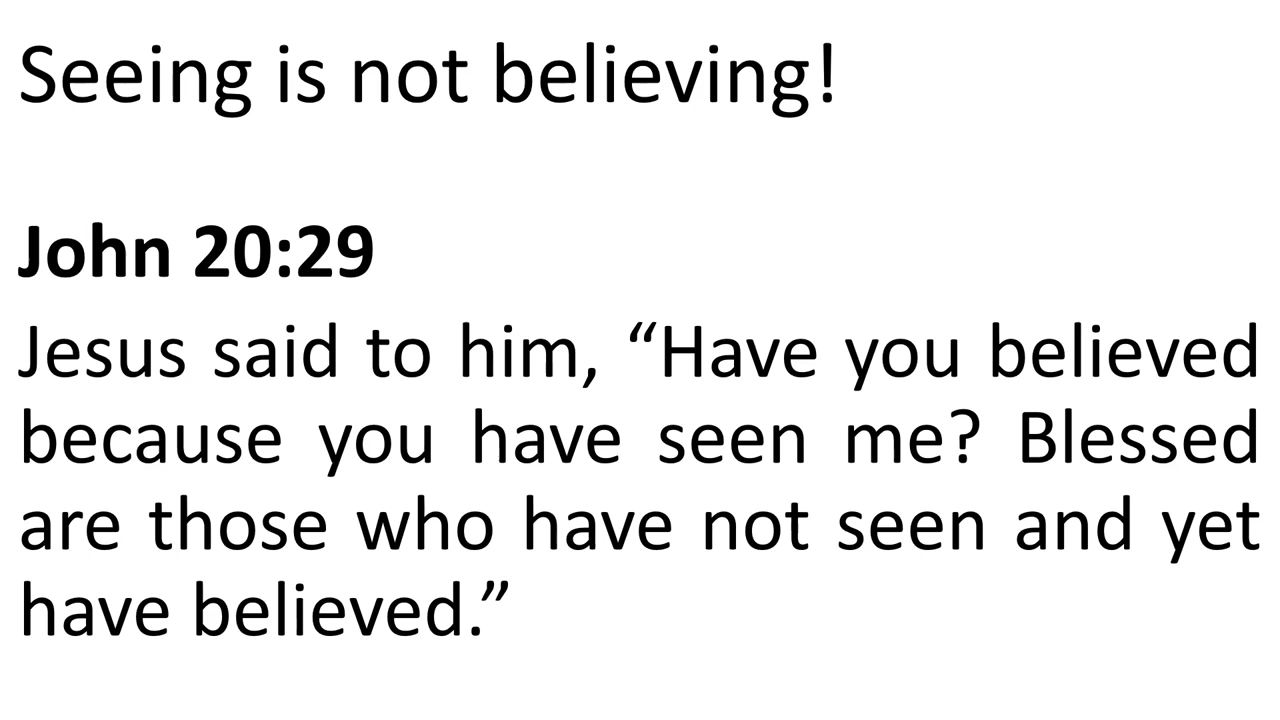 Seeing is not believing!
John 20:29
Jesus said to him, “Have you believed
because you have seen me? Blessed
are those who have not seen and yet
have believed.”